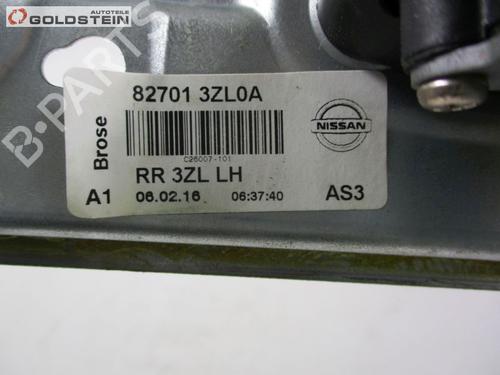 AUTOTEILE
GOLDSTEIN
B-PARTS
82701 3ZL0A
Brose
NISSAN
C26007-101
RR 3ZL LH
A1
06.02.16
06:37:40
AS3